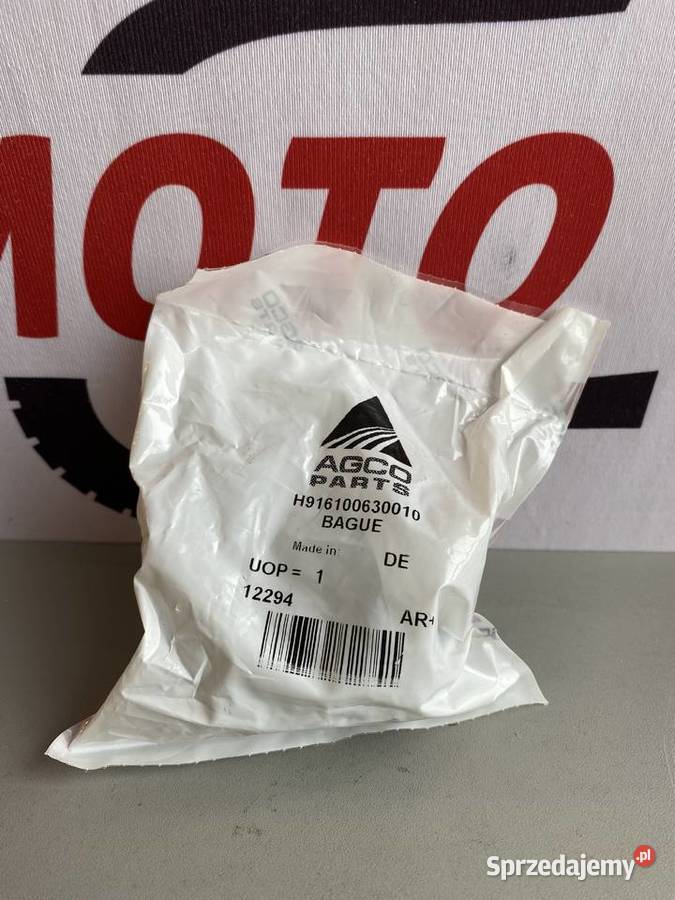 MOTO
AGCO
PARTS
H916100630010
BAGUE
Made in: DE
UOP = 1
12294
AR+
Sprzedajemy.pl